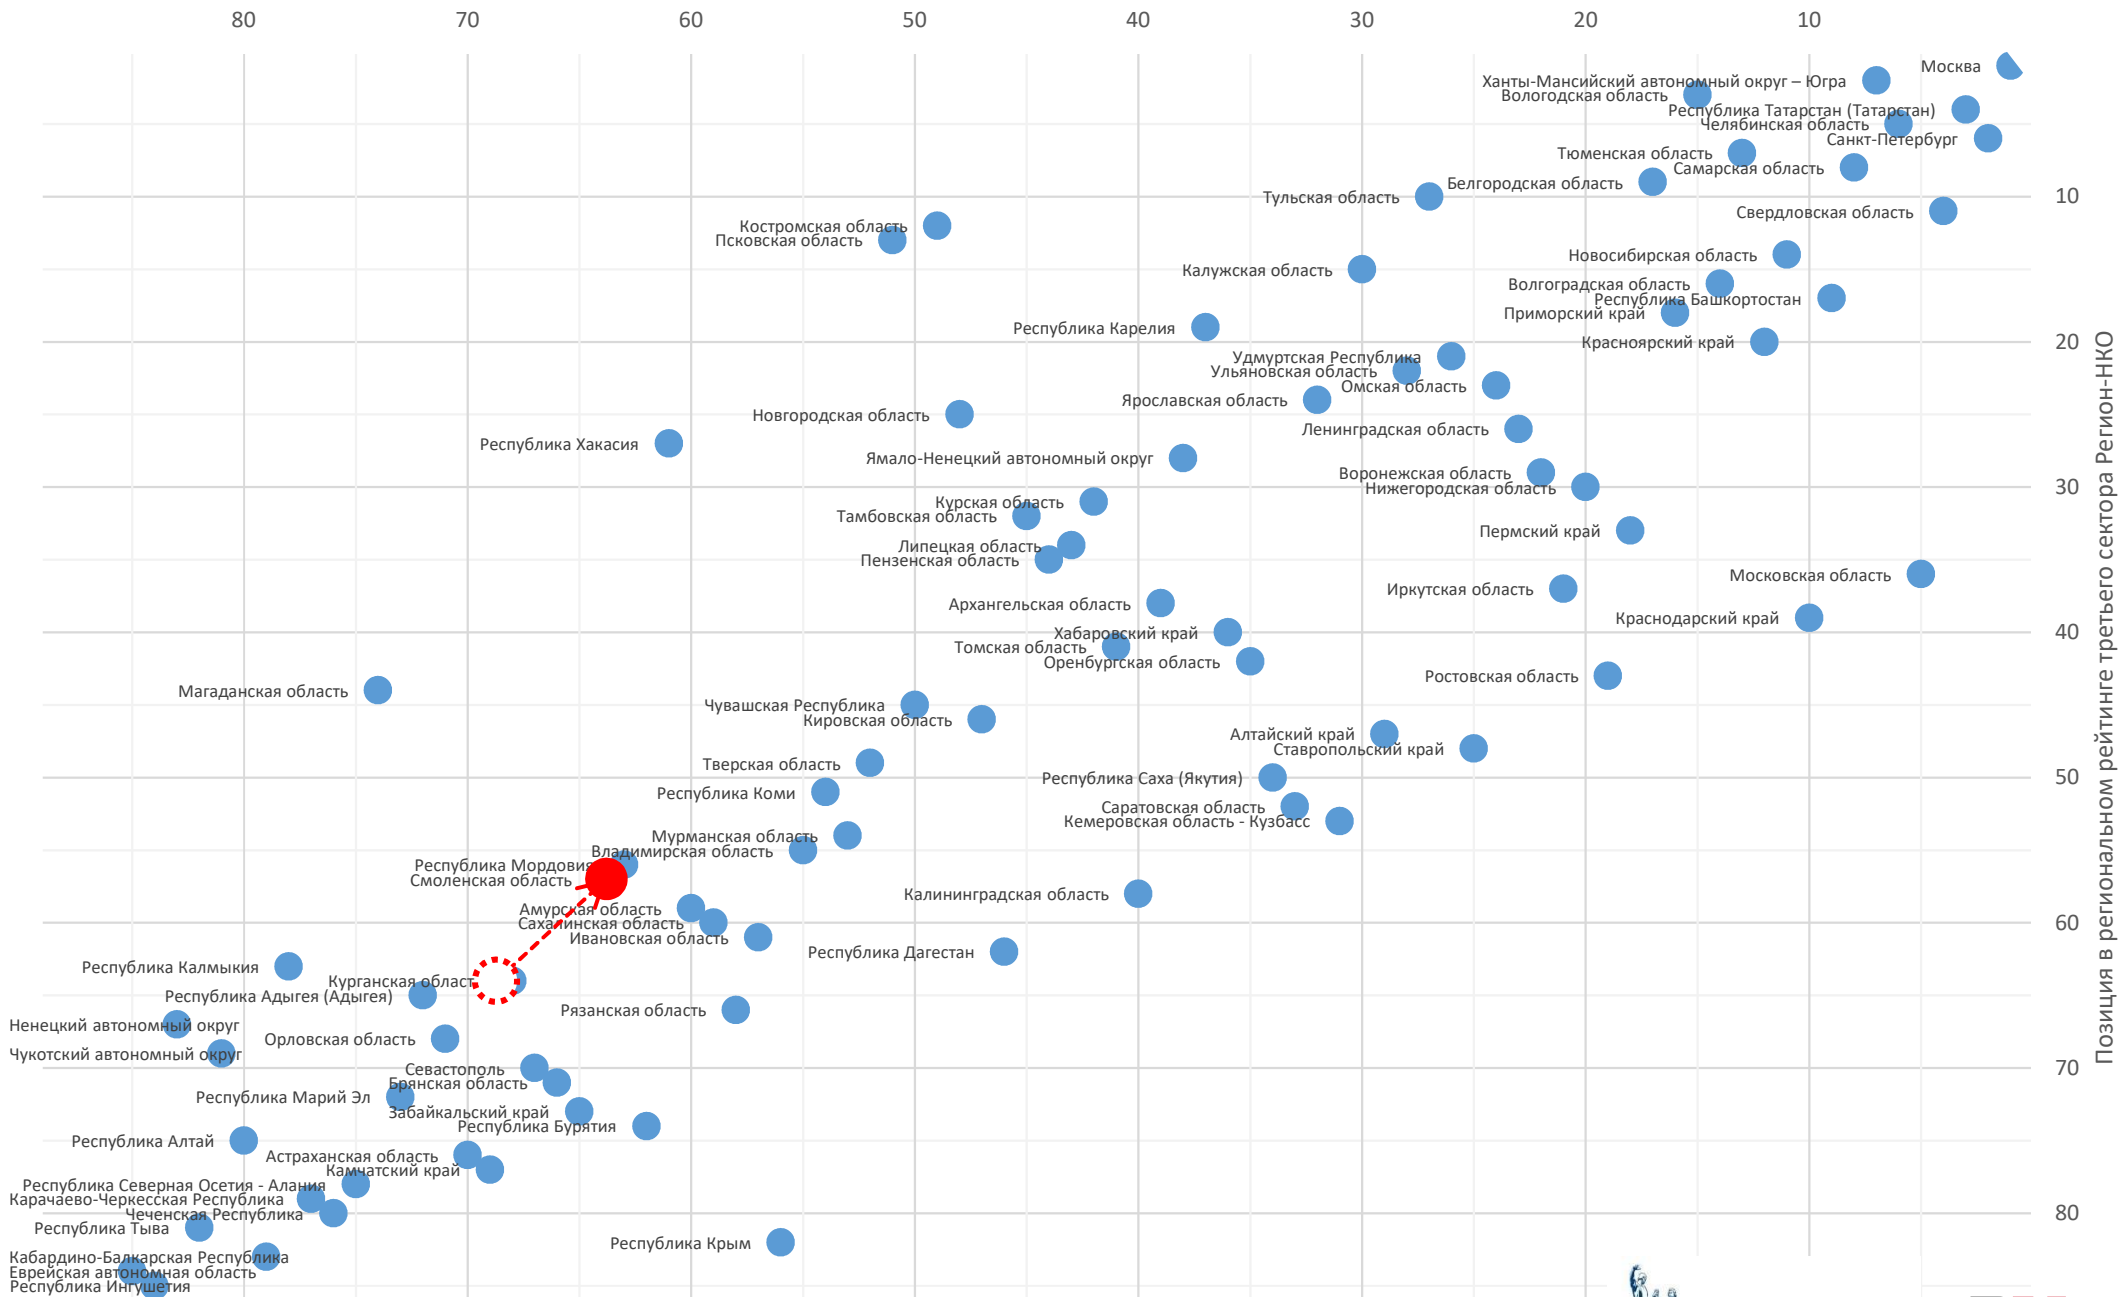 80 70 60 50 40 30 20 10
Москва
Ханты-Мансийский автономный округ – Югра
Вологодская область
Республика Татарстан (Татарстан)
Челябинская область
Санкт-Петербург
Тюменская область
Самарская область
Белгородская область
Тульская область
10
Свердловская область
Костромская область
Псковская область
Новосибирская область
Калужская область
Волгоградская область
Республика Башкортостан
Приморский край
Республика Карелия
Красноярский край
20
Удмуртская Республика
Ульяновская область
Омская область
Ярославская область
Новгородская область
Ленинградская область
Республика Хакасия
Ямало-Ненецкий автономный округ
Воронежская область
Нижегородская область
30
Курская область
Тамбовская область
Пермский край
Липецкая область
Пензенская область
Московская область
Иркутская область
Архангельская область
Краснодарский край
Хабаровский край
40
Томская область
Оренбургская область
Ростовская область
Магаданская область
Чувашская Республика
Кировская область
Алтайский край
Ставропольский край
Тверская область
Республика Саха (Якутия)
50
Республика Коми
Саратовская область
Кемеровская область - Кузбасс
Мурманская область
Владимирская область
Республика Мордовия
Смоленская область
Калининградская область
Амурская область
Сахалинская область
60
Ивановская область
Республика Дагестан
Республика Калмыкия
Курганская област
Республика Адыгея (Адыгея)
Рязанская область
Ненецкий автономный округ
Орловская область
Чукотский автономный округ
Севастополь
70
Брянская область
Республика Марий Эл
Забайкальский край
Республика Бурятия
Республика Алтай
Астраханская область
Камчатский край
Республика Северная Осетия - Алания
Карачаево-Черкесская Республика
Чеченская Республика
80
Республика Тыва
Республика Крым
Кабардино-Балкарская Республика
Еврейская автономная область
Республика Ингушетия
Позиция в региональном рейтинге третьего сектора Регион-НКО